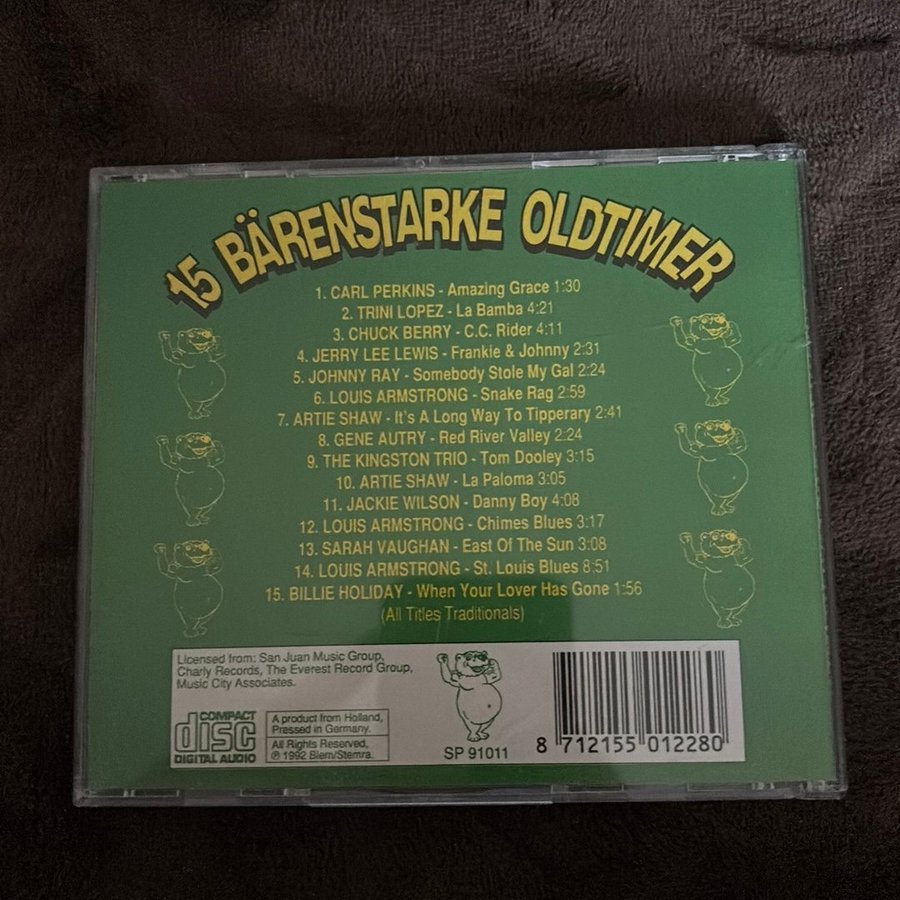 15 BÄRENSTARKE OLDTIMER
1. CARL PERKINS - Amazing Grace 1:30
2. TRINI LOPEZ - La Bamba 4:21
3. CHUCK BERRY - C.C. Rider 4:11
4. JERRY LEE LEWIS - Frankie & Johnny 2:31
5. JOHNNY RAY - Somebody Stole My Gal 2:24
6. LOUIS ARMSTRONG - Snake Rag 2:59
7. ARTIE SHAW - It's A Long Way To Tipperary 2:41
8. GENE AUTRY - Red River Valley 2:24
9. THE KINGSTON TRIO - Tom Dooley 3:15
10. ARTIE SHAW - La Paloma 3:05
11. JACKIE WILSON - Danny Boy 4:08
12. LOUIS ARMSTRONG - Chimes Blues 3:17
13. SARAH VAUGHAN - East Of The Sun 3:08
14. LOUIS ARMSTRONG - St. Louis Blues 8:51
15. BILLIE HOLIDAY - When Your Lover Has Gone 1:56
(All Titles Traditionals)
Licensed from: San Juan Music Group,
Charly Records, The Everest Record Group,
Music City Associates.
COMPACT
disc
DIGITAL AUDIO
A product from Holland,
Pressed in Germany.
All Rights Reserved,
℗ 1992 Biem/Stemra.
SP 91011
8 712155 012280